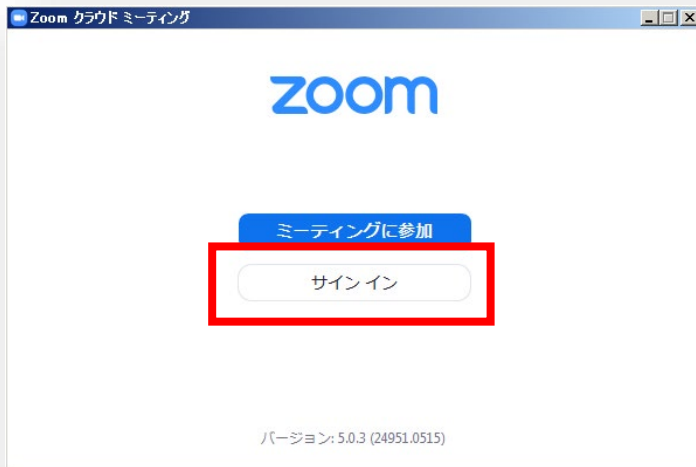 Zoom クラウド ミーティング
zoom
ミーティングに参加
サイン イン
バージョン: 5.0.3 (24951.0515)